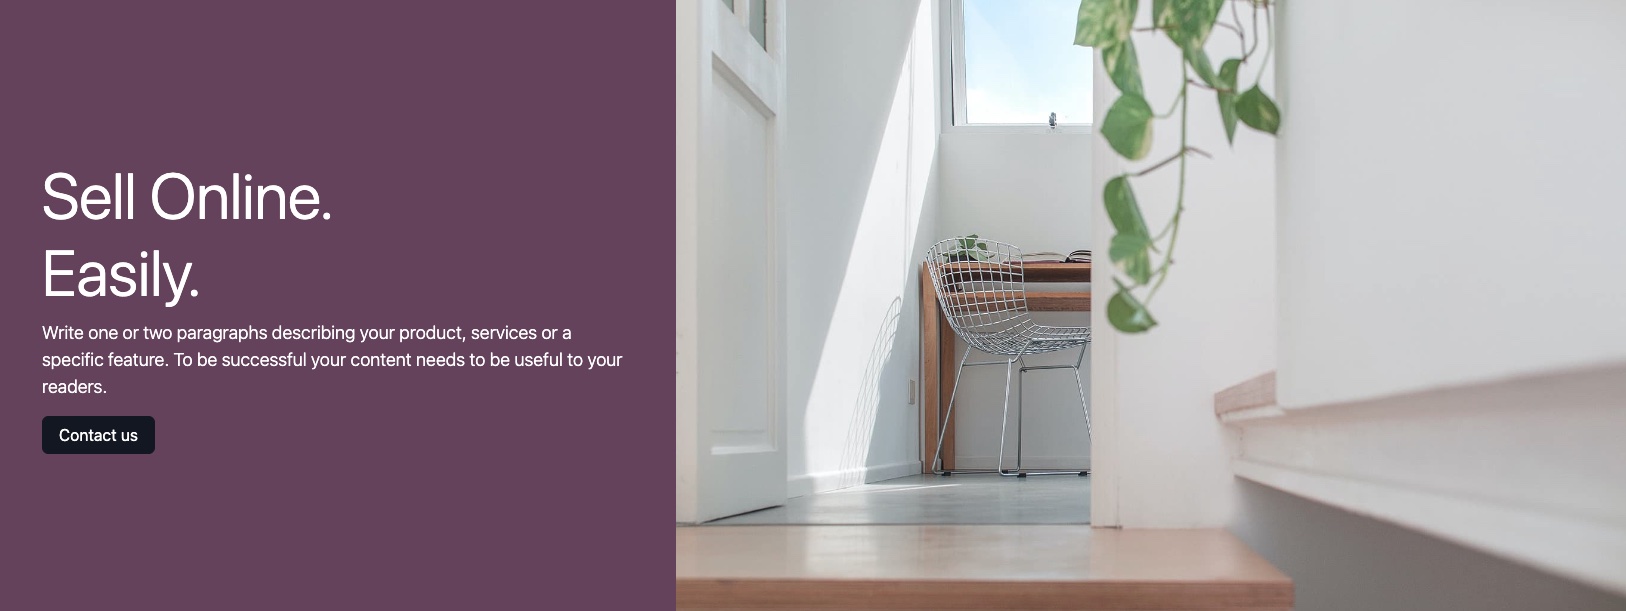 Sell Online.
Easily.
Write one or two paragraphs describing your product, services or a
specific feature. To be successful your content needs to be useful to your
readers.
Contact us